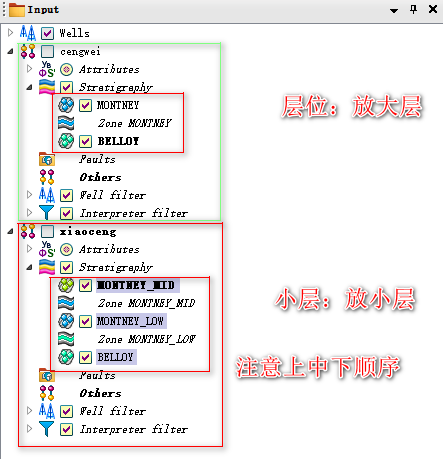 Input
Wells
cengwei
Attributes
Stratigraphy
MONTNEY
层位：放大层
Zone MONTNEY
BELLOY
Faults
Others
Well filter
Interpreter filter
xiaoceng
Attributes
Stratigraphy
MONTNEY_MID
小层：放小层
Zone MONTNEY_MID
MONTNEY_LOW
Zone MONTNEY_LOW
BELLOY
注意上中下顺序
Faults
Others
Well filter
Interpreter filter